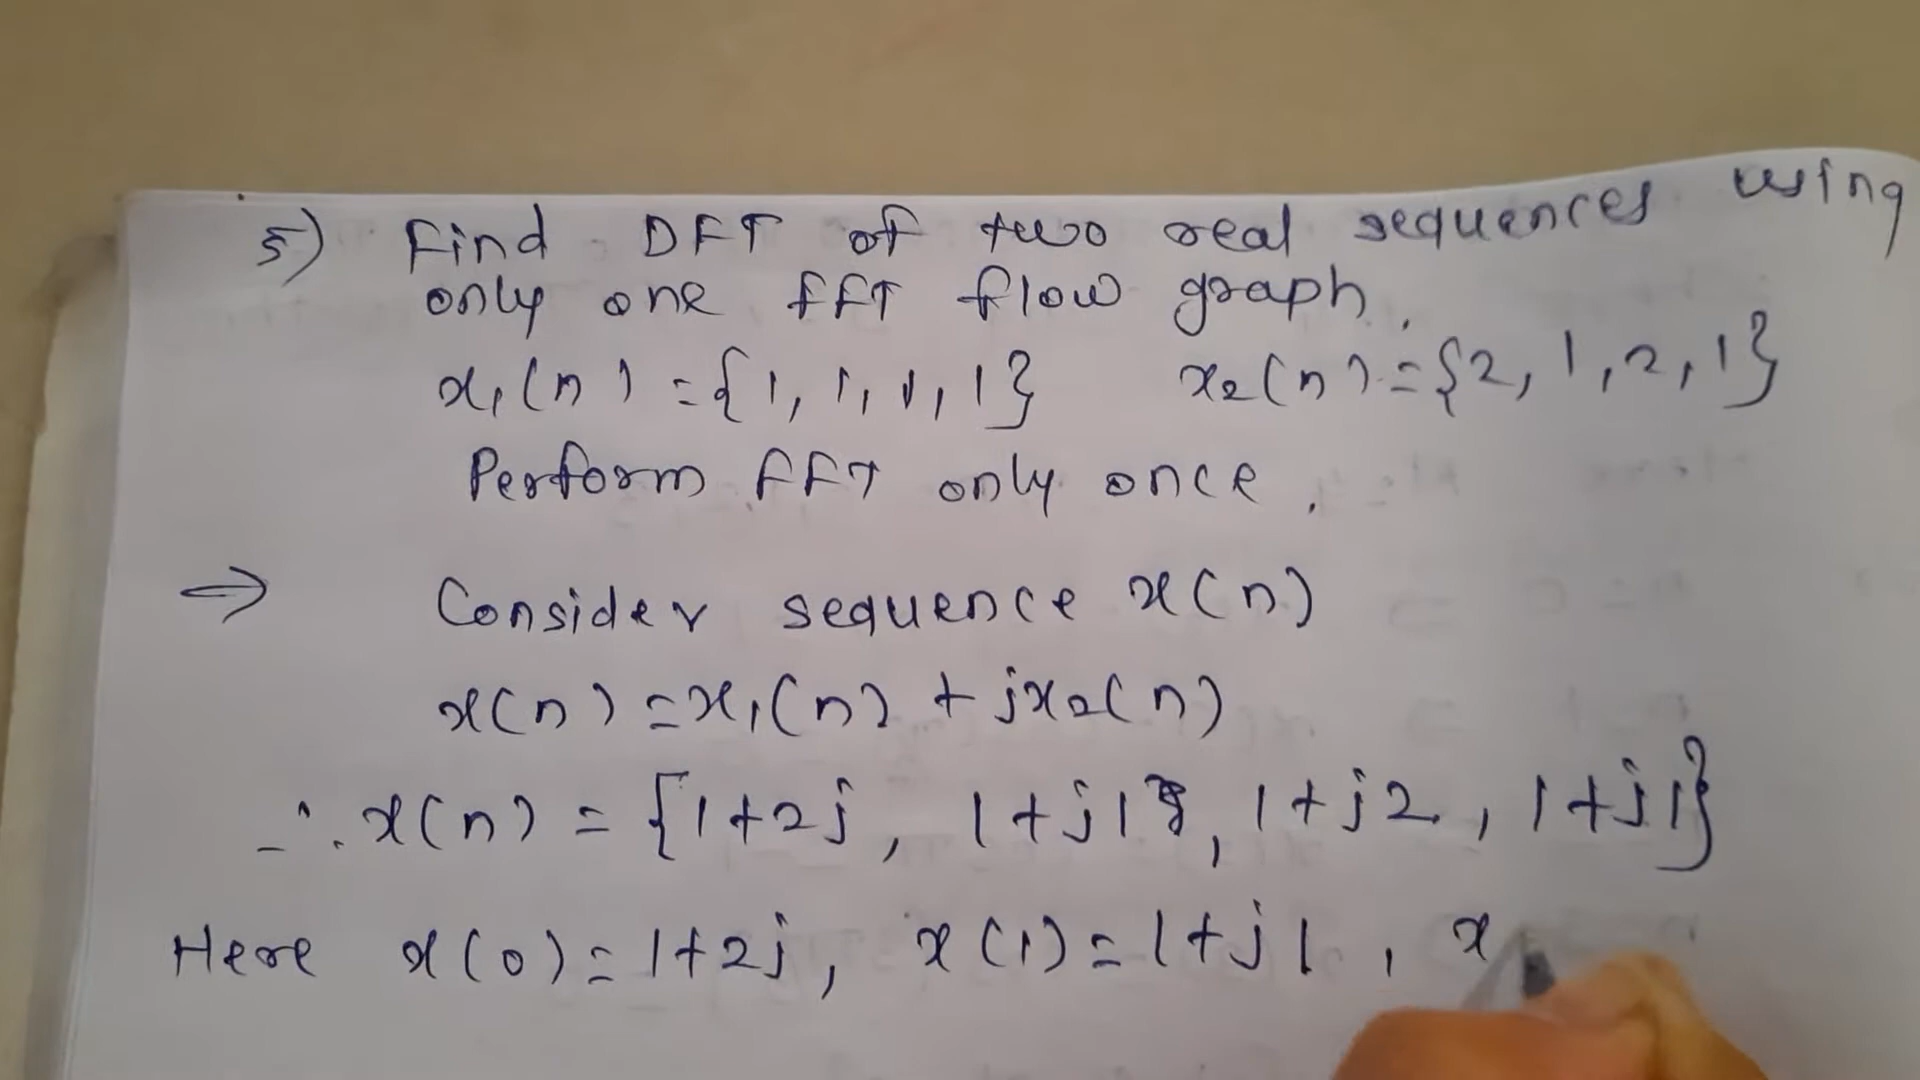 5) Find DFT of two real sequences using
only one FFT flow graph.
x₁(n) = {1, 1, 1, 1} x₂(n) = {2, 1, 2, 1}
Perform FFT only once.
⇒ Consider sequence x(n)
x(n) = x₁(n) + jx₂(n)
∴ x(n) = {1+2j, 1+j1, 1+j2, 1+j1}
Here x(0) = 1+2j, x(1) = 1+j1, x